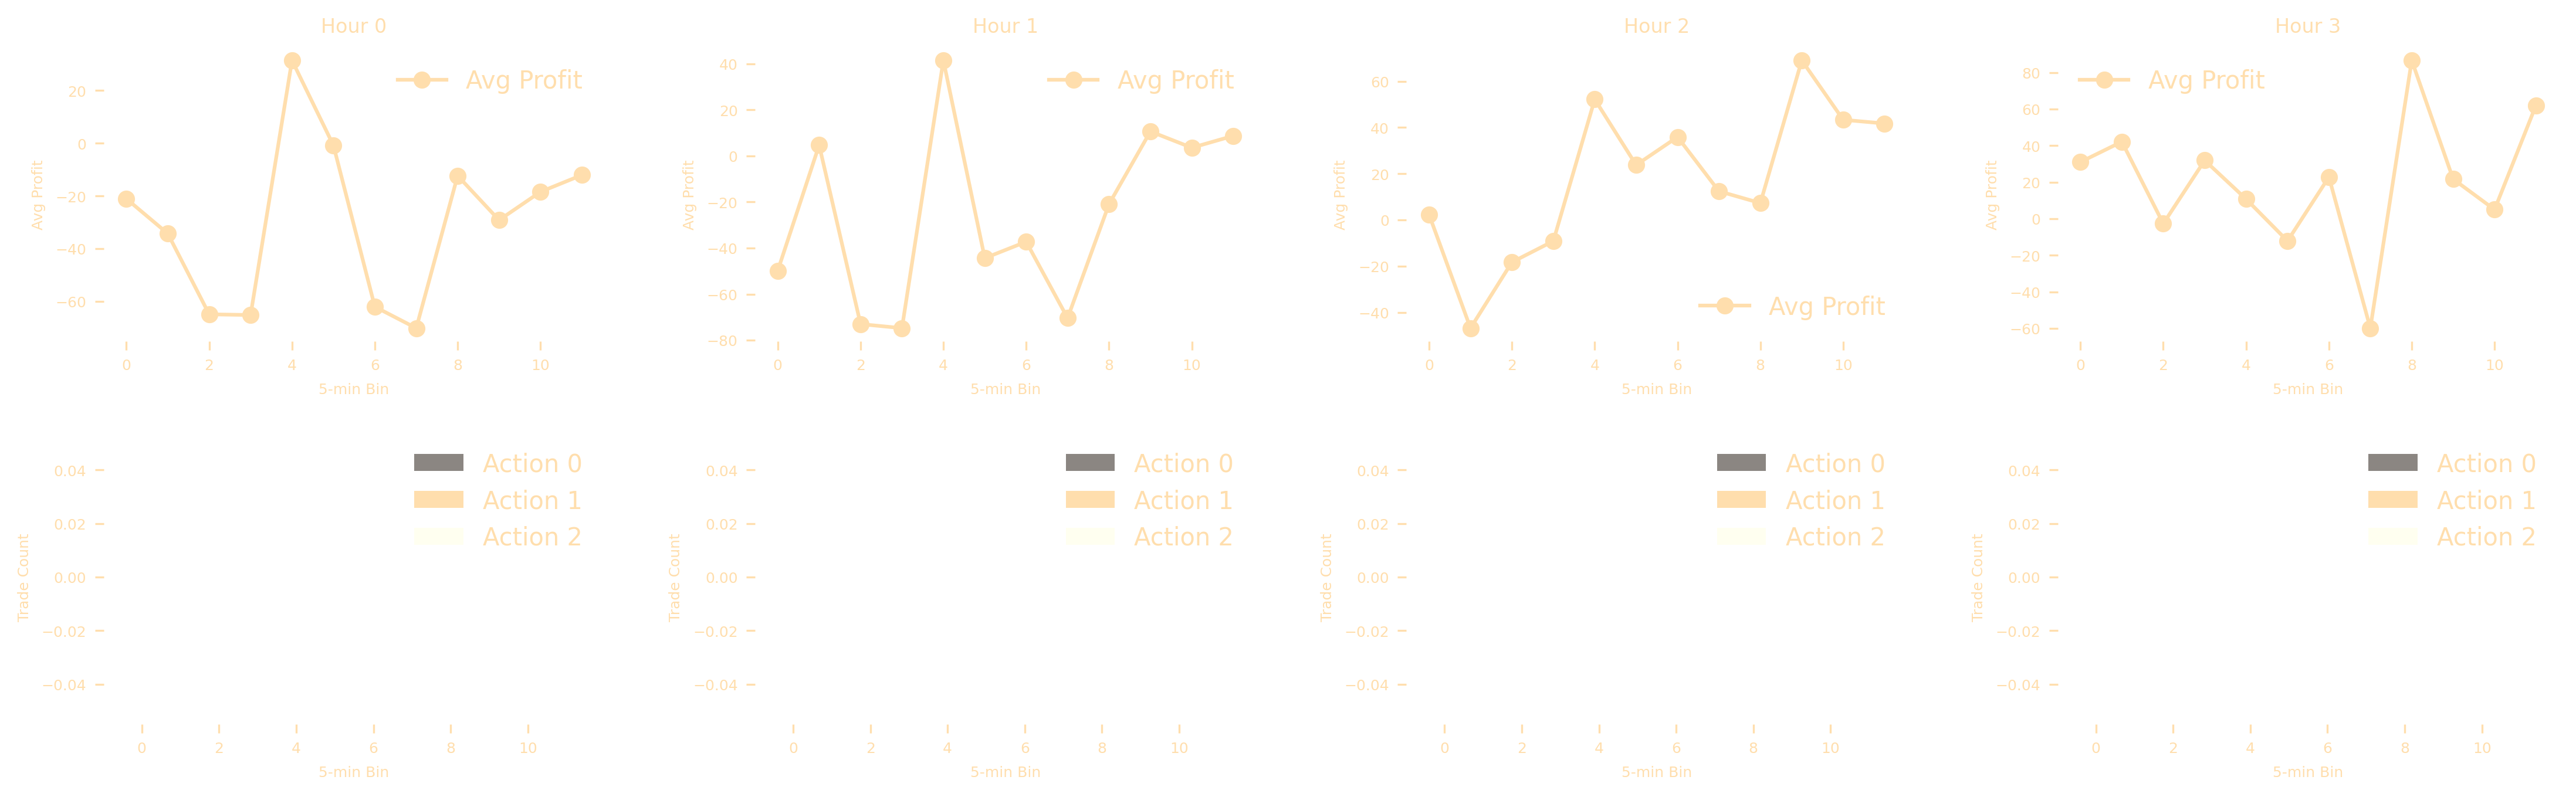 Hour 0
Avg Profit
20
0
−20
−40
−60
Avg Profit
0 2 4 6 8 10
5-min Bin
Hour 1
Avg Profit
40
20
0
−20
−40
−60
−80
Avg Profit
0 2 4 6 8 10
5-min Bin
Hour 2
60
40
20
0
−20
−40
Avg Profit
Avg Profit
0 2 4 6 8 10
5-min Bin
Hour 3
Avg Profit
80
60
40
20
0
−20
−40
−60
Avg Profit
0 2 4 6 8 10
5-min Bin
Action 0
Action 1
Action 2
0.04
0.02
0.00
−0.02
−0.04
Trade Count
0 2 4 6 8 10
5-min Bin
Action 0
Action 1
Action 2
0.04
0.02
0.00
−0.02
−0.04
Trade Count
0 2 4 6 8 10
5-min Bin
Action 0
Action 1
Action 2
0.04
0.02
0.00
−0.02
−0.04
Trade Count
0 2 4 6 8 10
5-min Bin
Action 0
Action 1
Action 2
0.04
0.02
0.00
−0.02
−0.04
Trade Count
0 2 4 6 8 10
5-min Bin